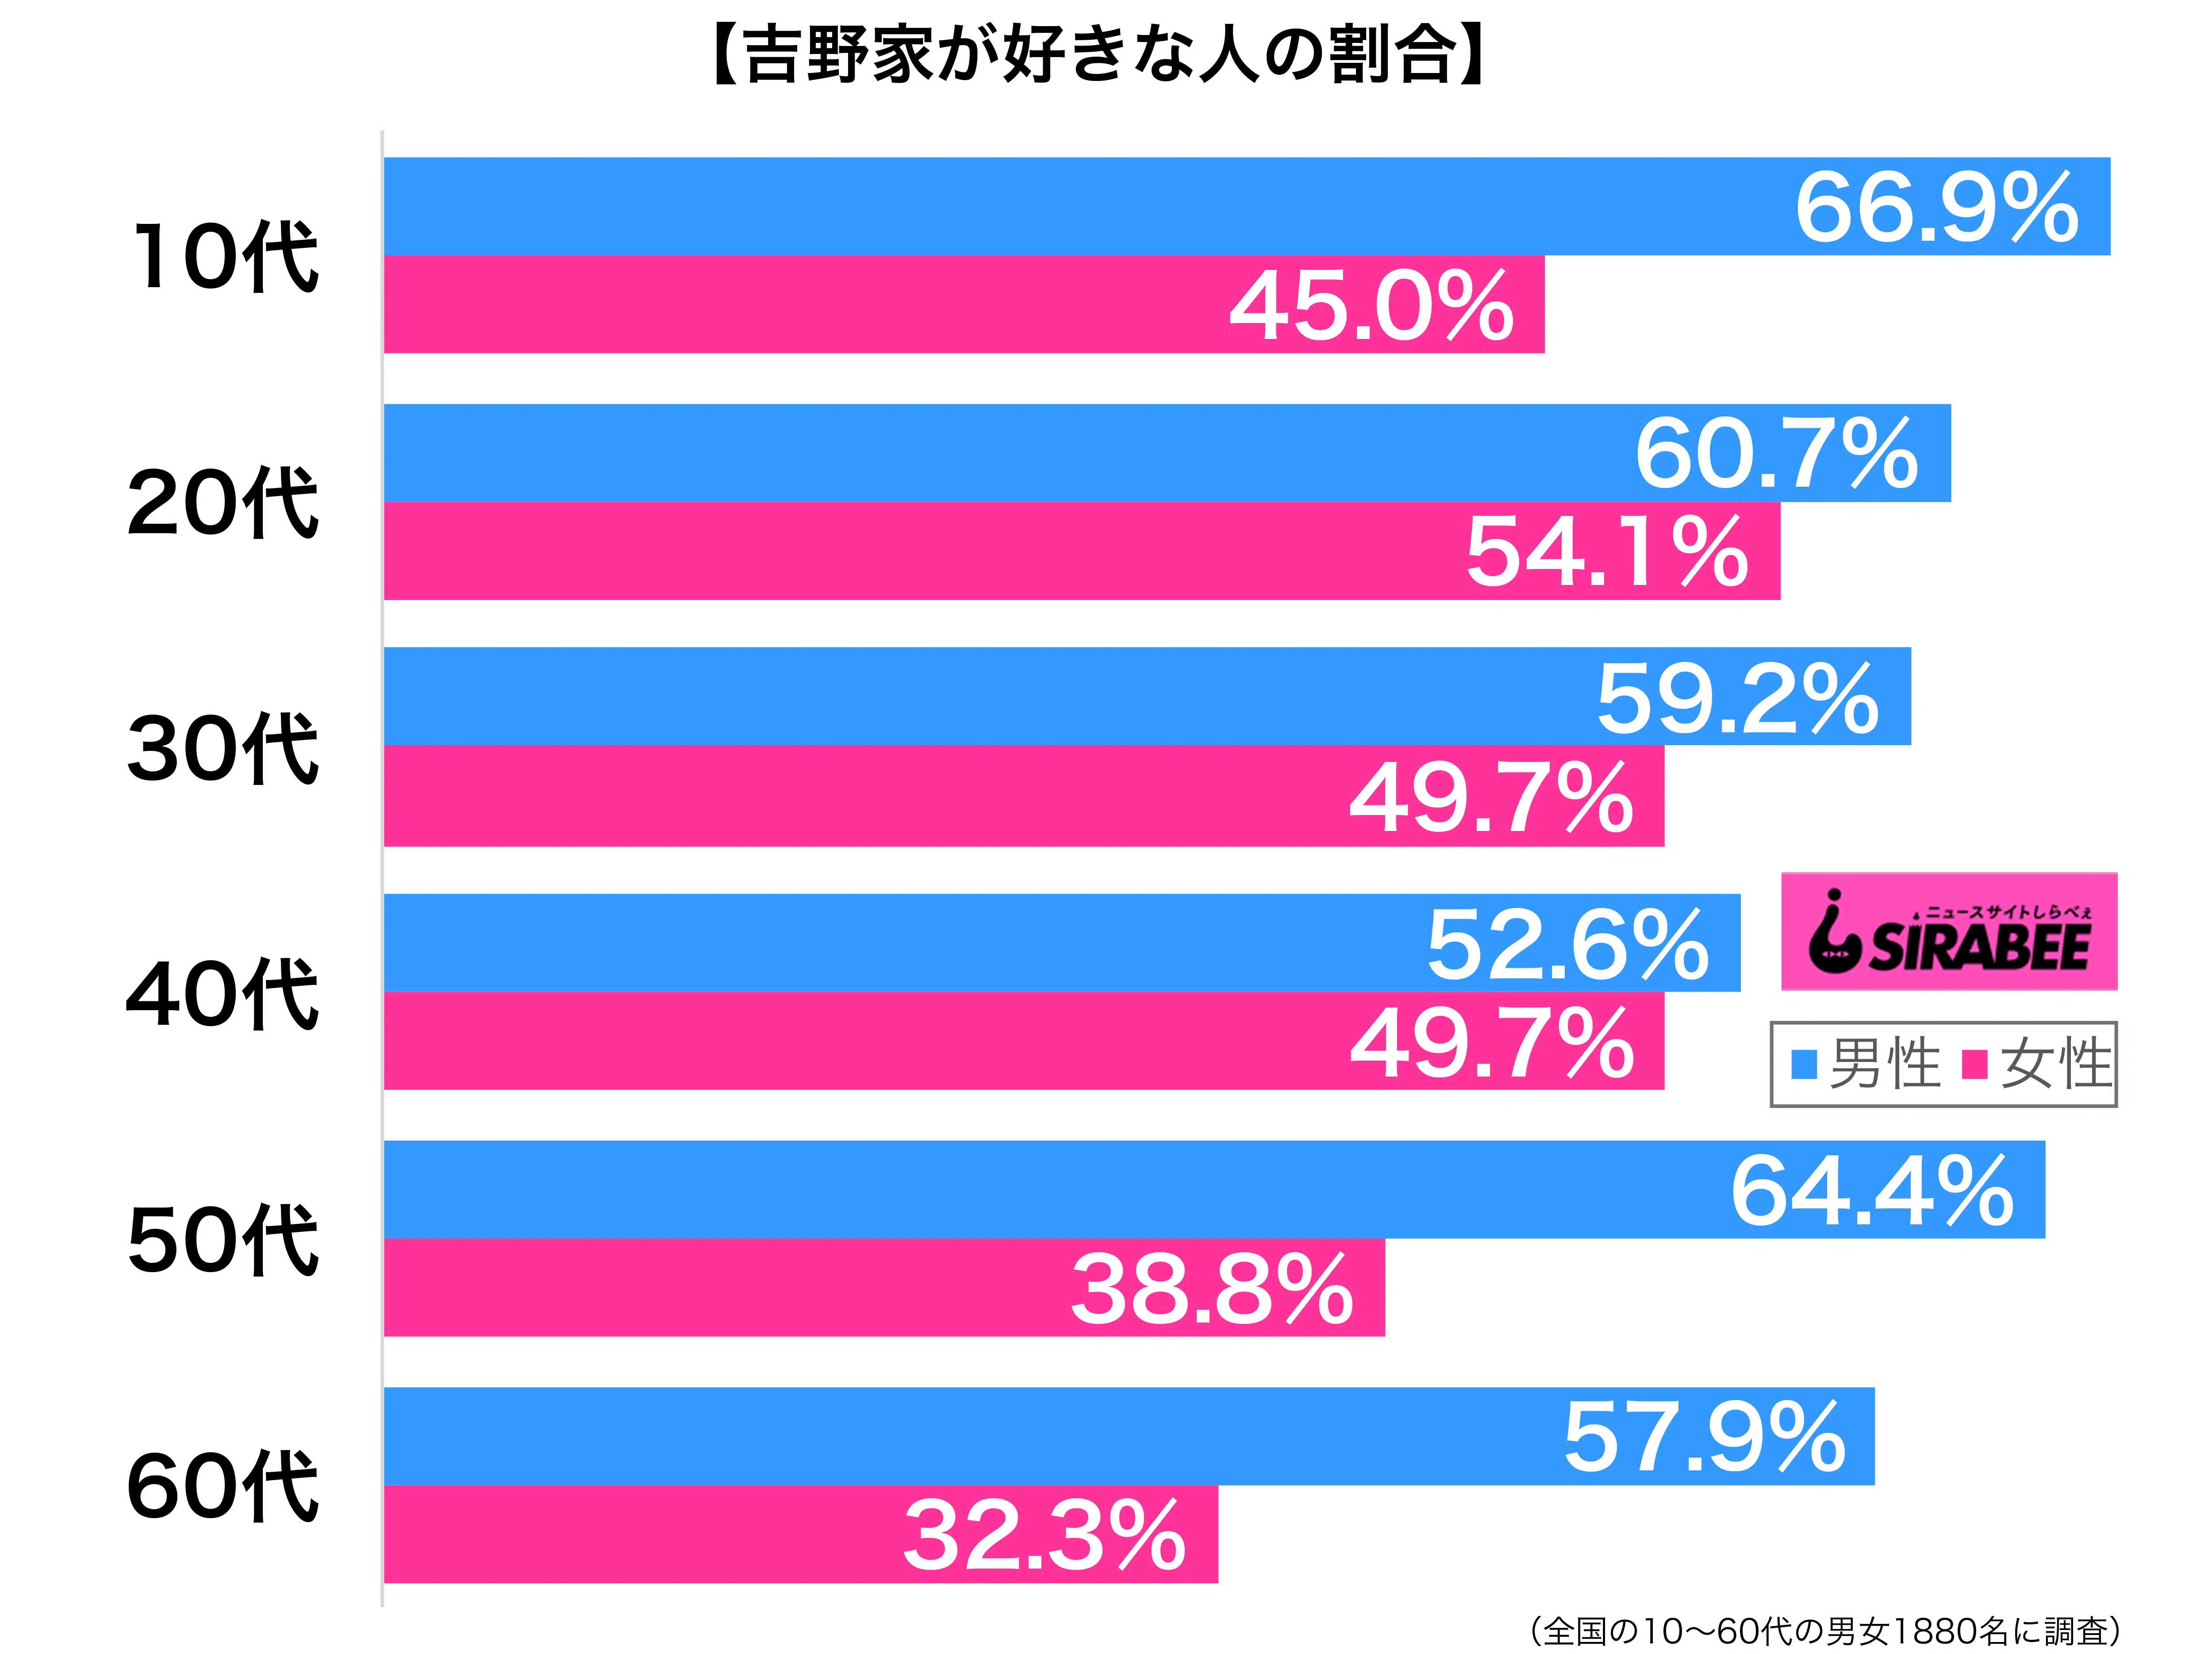 【吉野家が好きな人の割合】
10代
66.9%
45.0%
20代
60.7%
54.1%
30代
59.2%
49.7%
40代
52.6%
49.7%
ニュースサイトしらべぇ
SIRABEE
男性 女性
50代
64.4%
38.8%
60代
57.9%
32.3%
（全国の10〜60代の男女1880名に調査）